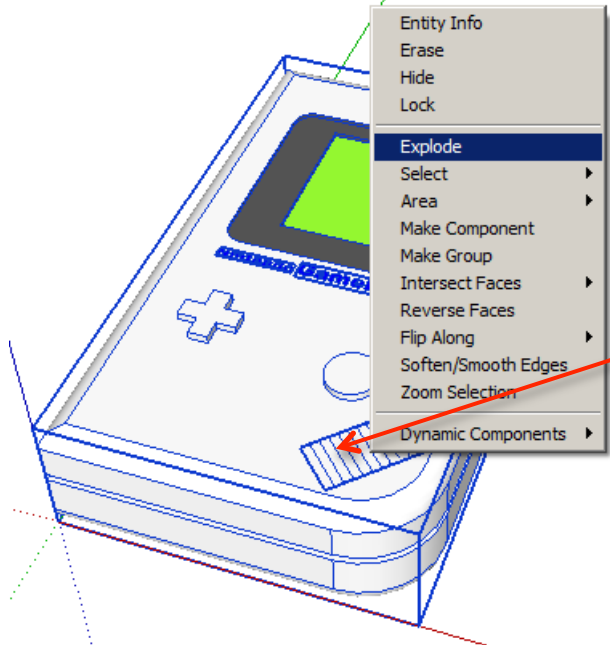 Entity Info
Erase
Hide
Lock
Explode
Select
Area
Make Component
Make Group
Intersect Faces
Reverse Faces
Flip Along
Soften/Smooth Edges
Zoom Selection
Dynamic Components